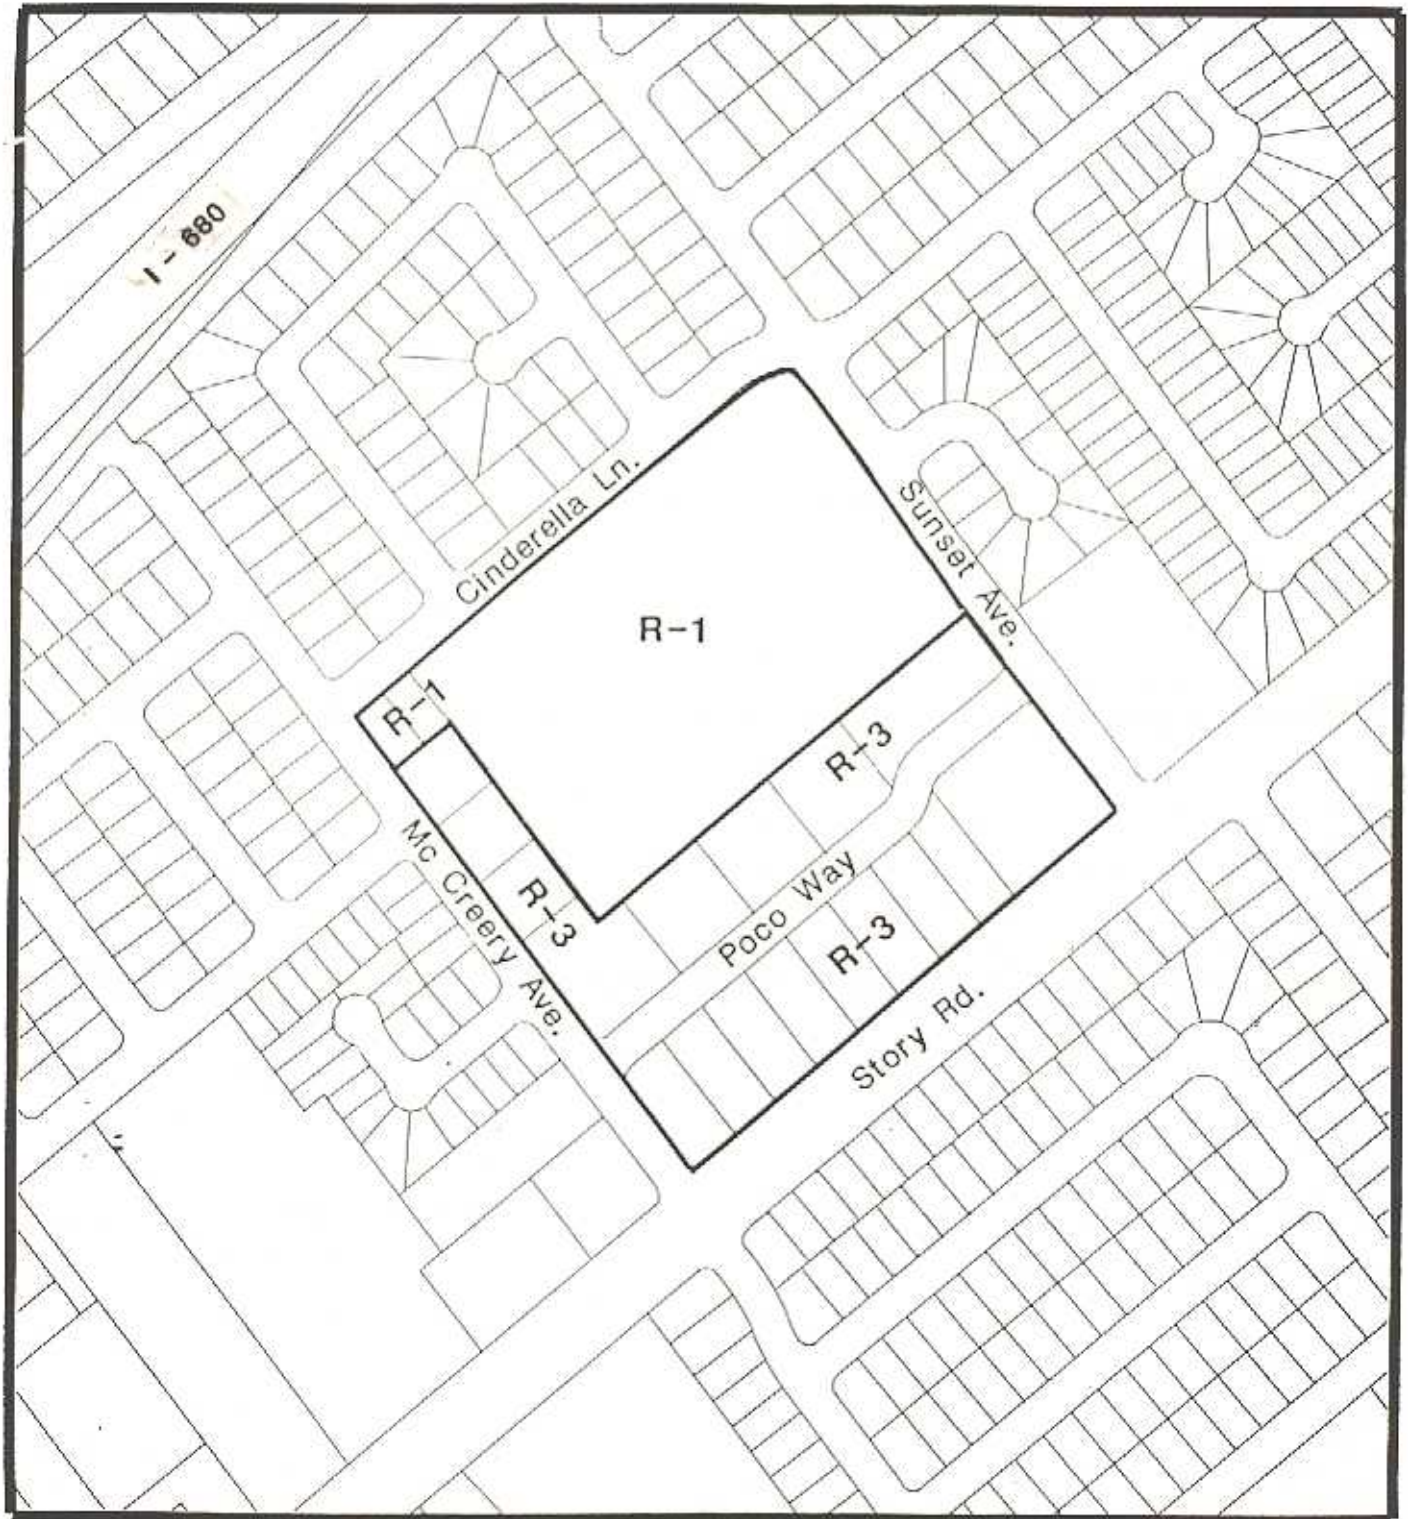 I - 680
Cinderella Ln.
Sunset Ave.
R-1
R-1
R-3
Mc Creery Ave.
R-3
Poco Way
R-3
Story Rd.